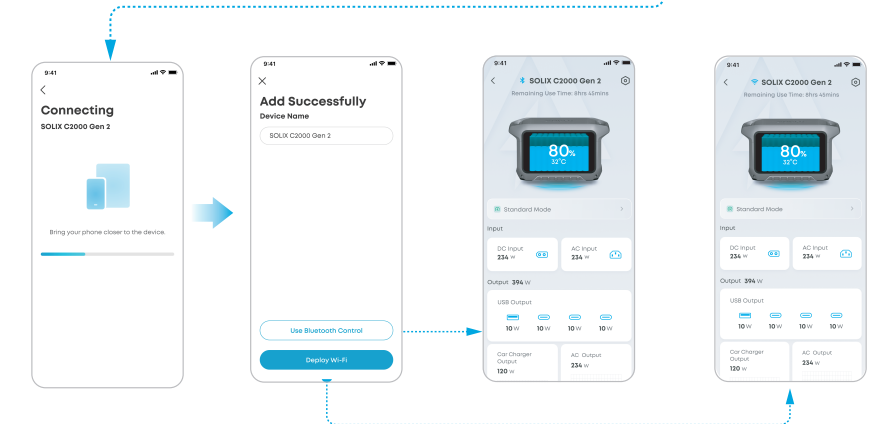 9:41
Connecting
SOLIX C2000 Gen 2
Bring your phone closer to the device.
9:41
Add Successfully
Device Name
SOLIX C2000 Gen 2
Use Bluetooth Control
Deploy Wi-Fi
9:41
SOLIX C2000 Gen 2
Remaining Use Time: 8hrs 45mins
80%
32°C
Standard Mode
Input
DC Input
234 W
AC Input
234 W
Output 394 W
USB Output
10 W 10 W 10 W 10 W
Car Charger
Output
120 W
AC Output
234 W
9:41
SOLIX C2000 Gen 2
Remaining Use Time: 8hrs 45mins
80%
32°C
Standard Mode
Input
DC Input
234 W
AC Input
234 W
Output 394 W
USB Output
10 W 10 W 10 W 10 W
Car Charger
Output
120 W
AC Output
234 W